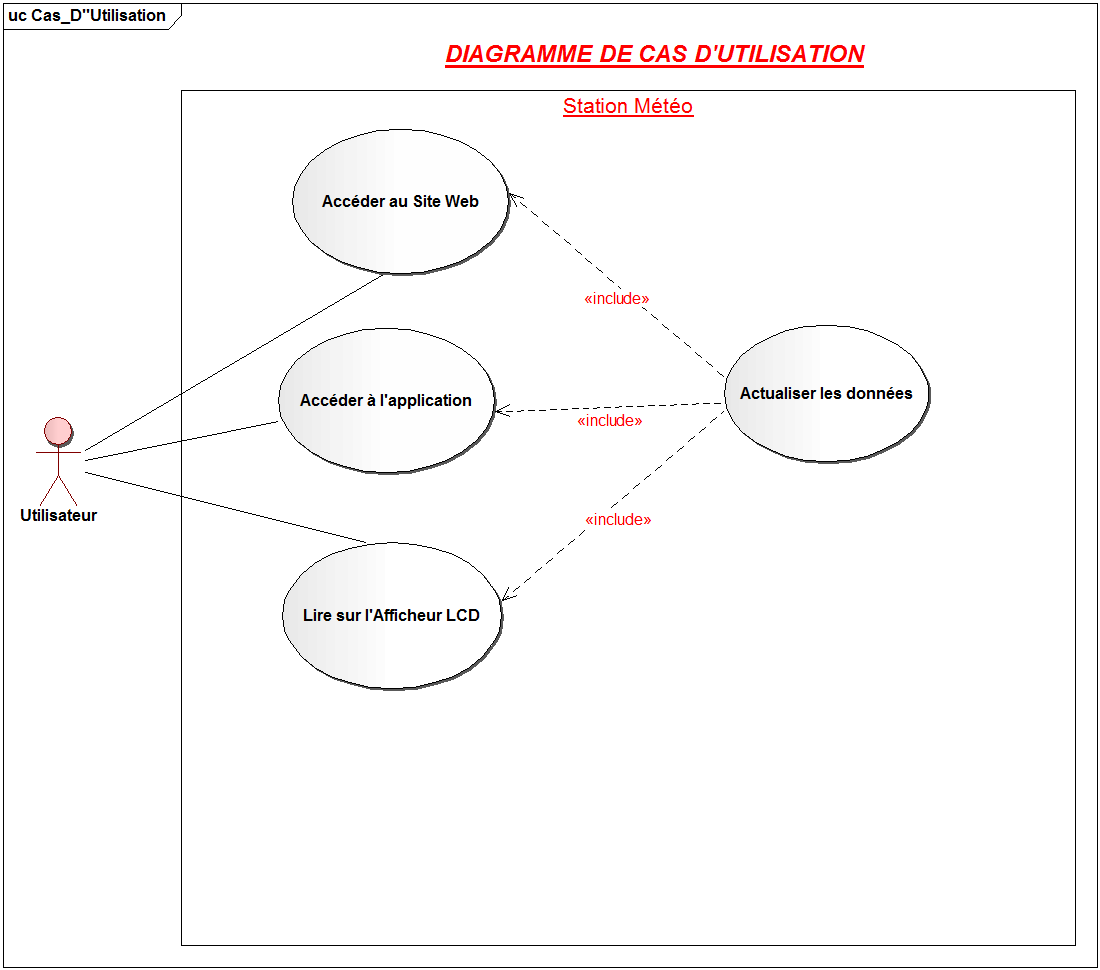 uc Cas_D"Utilisation
DIAGRAMME DE CAS D'UTILISATION
Station Météo
Accéder au Site Web
«include»
Actualiser les données
Accéder à l'application
«include»
Utilisateur
«include»
Lire sur l'Afficheur LCD